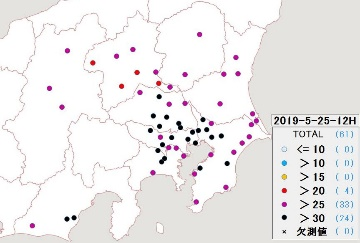 2019-5-25-12H
TOTAL (61)
<= 10 ( 0)
> 10 ( 0)
> 15 ( 0)
> 20 ( 4)
> 25 (33)
> 30 (24)
× 欠測値 ( 0)